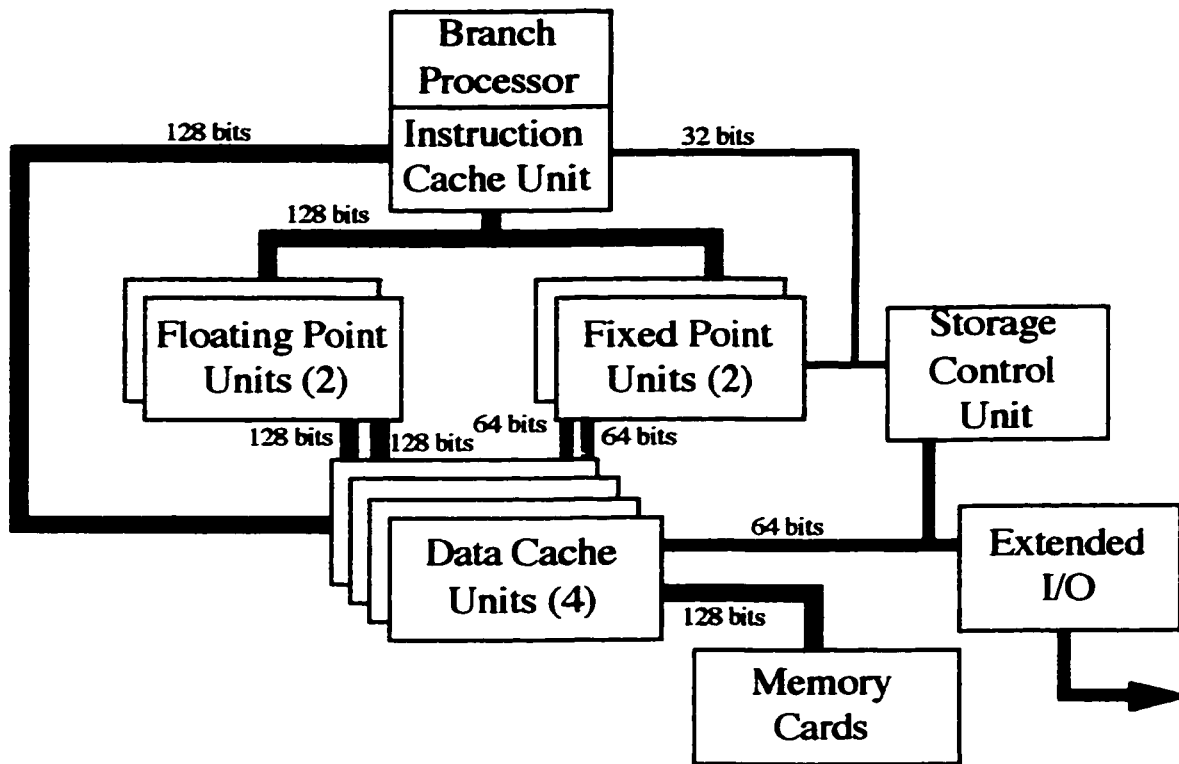 Branch
Processor
128 bits
Instruction
Cache Unit
32 bits
128 bits
Floating Point
Units (2)
Fixed Point
Units (2)
Storage
Control
Unit
128 bits
128 bits
64 bits
64 bits
Data Cache
Units (4)
64 bits
Extended
I/O
128 bits
Memory
Cards